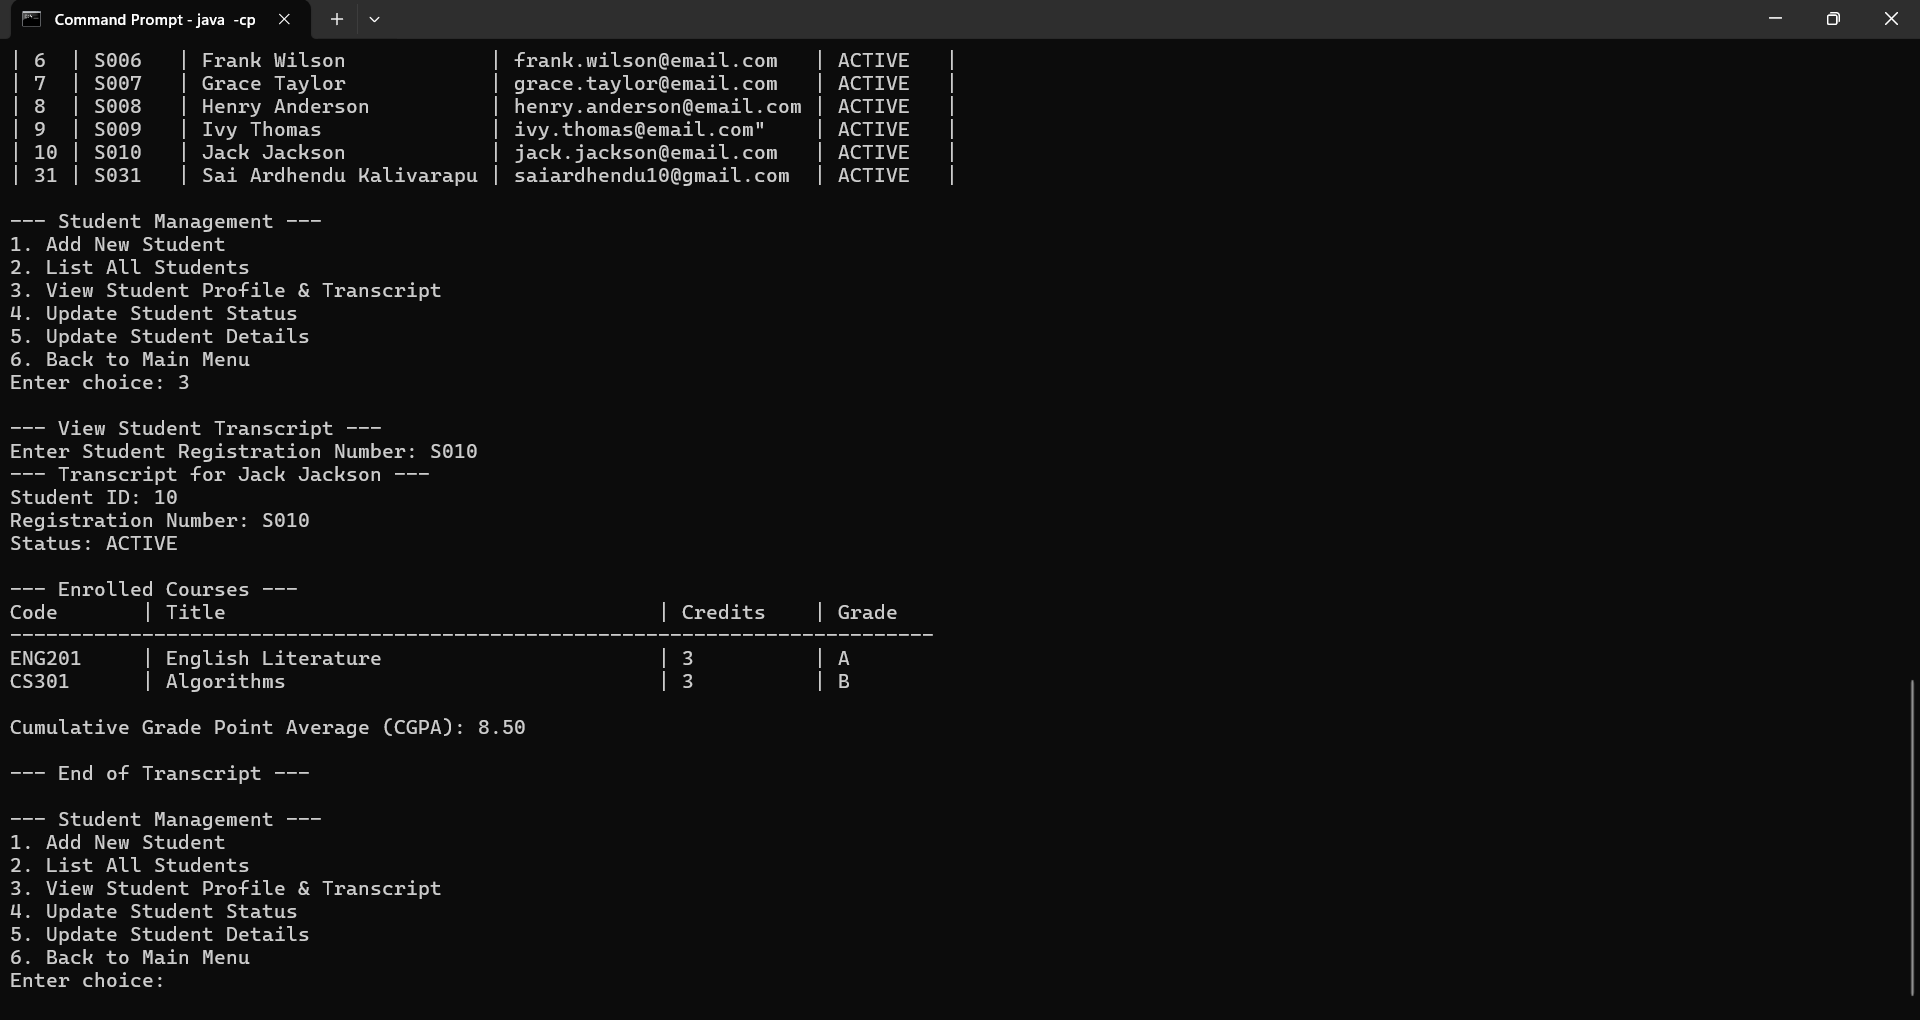 Command Prompt - java -cp
| 6  | S006   | Frank Wilson            | frank.wilson@email.com   | ACTIVE   |
| 7  | S007   | Grace Taylor            | grace.taylor@email.com   | ACTIVE   |
| 8  | S008   | Henry Anderson          | henry.anderson@email.com | ACTIVE   |
| 9  | S009   | Ivy Thomas              | ivy.thomas@email.com"    | ACTIVE   |
| 10 | S010   | Jack Jackson            | jack.jackson@email.com   | ACTIVE   |
| 31 | S031   | Sai Ardhendu Kalivarapu | saiardhendu10@gmail.com  | ACTIVE   |

--- Student Management ---
1. Add New Student
2. List All Students
3. View Student Profile & Transcript
4. Update Student Status
5. Update Student Details
6. Back to Main Menu
Enter choice: 3

--- View Student Transcript ---
Enter Student Registration Number: S010
--- Transcript for Jack Jackson ---
Student ID: 10
Registration Number: S010
Status: ACTIVE

--- Enrolled Courses ---
Code       | Title                                    | Credits    | Grade
-----------------------------------------------------------------------------
ENG201     | English Literature                       | 3          | A
CS301      | Algorithms                               | 3          | B

Cumulative Grade Point Average (CGPA): 8.50

--- End of Transcript ---

--- Student Management ---
1. Add New Student
2. List All Students
3. View Student Profile & Transcript
4. Update Student Status
5. Update Student Details
6. Back to Main Menu
Enter choice: